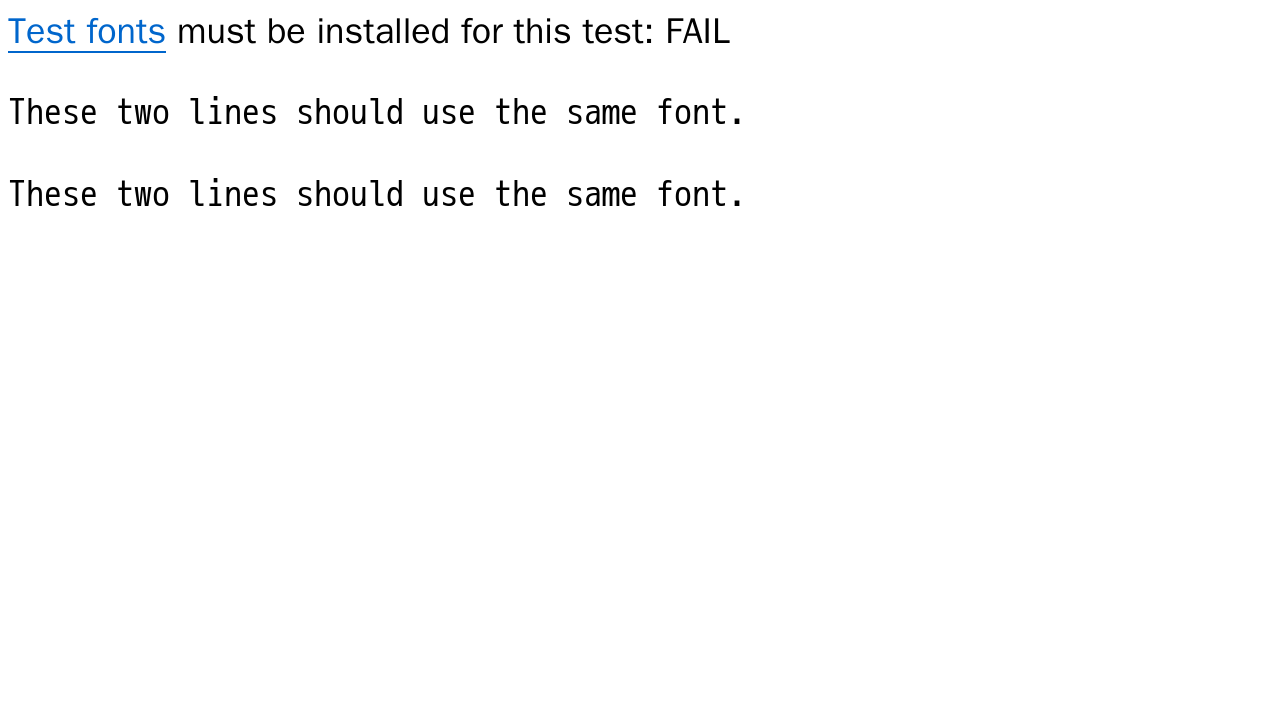 Test fonts must be installed for this test: FAIL
These two lines should use the same font.
These two lines should use the same font.